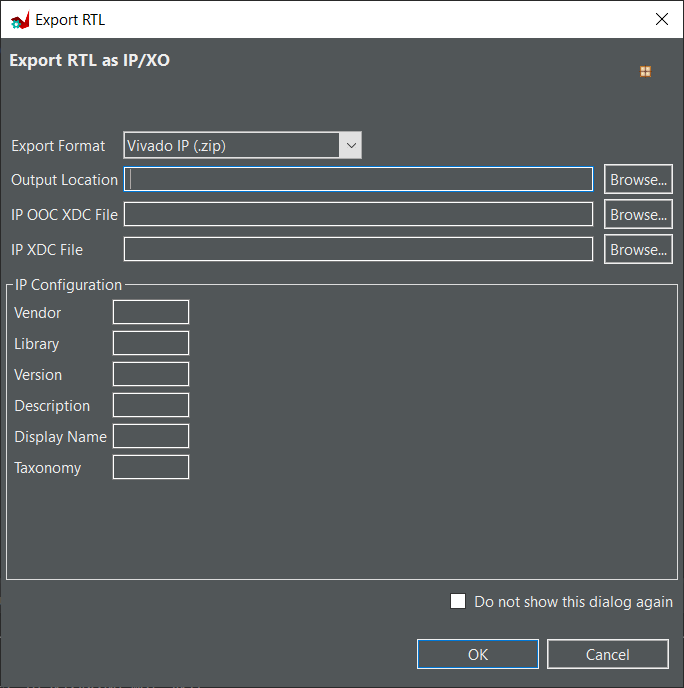 Export RTL
Export RTL as IP/XO
Export Format Vivado IP (.zip)
Output Location Browse...
IP OOC XDC File Browse...
IP XDC File Browse...
IP Configuration
Vendor
Library
Version
Description
Display Name
Taxonomy
Do not show this dialog again
OK Cancel